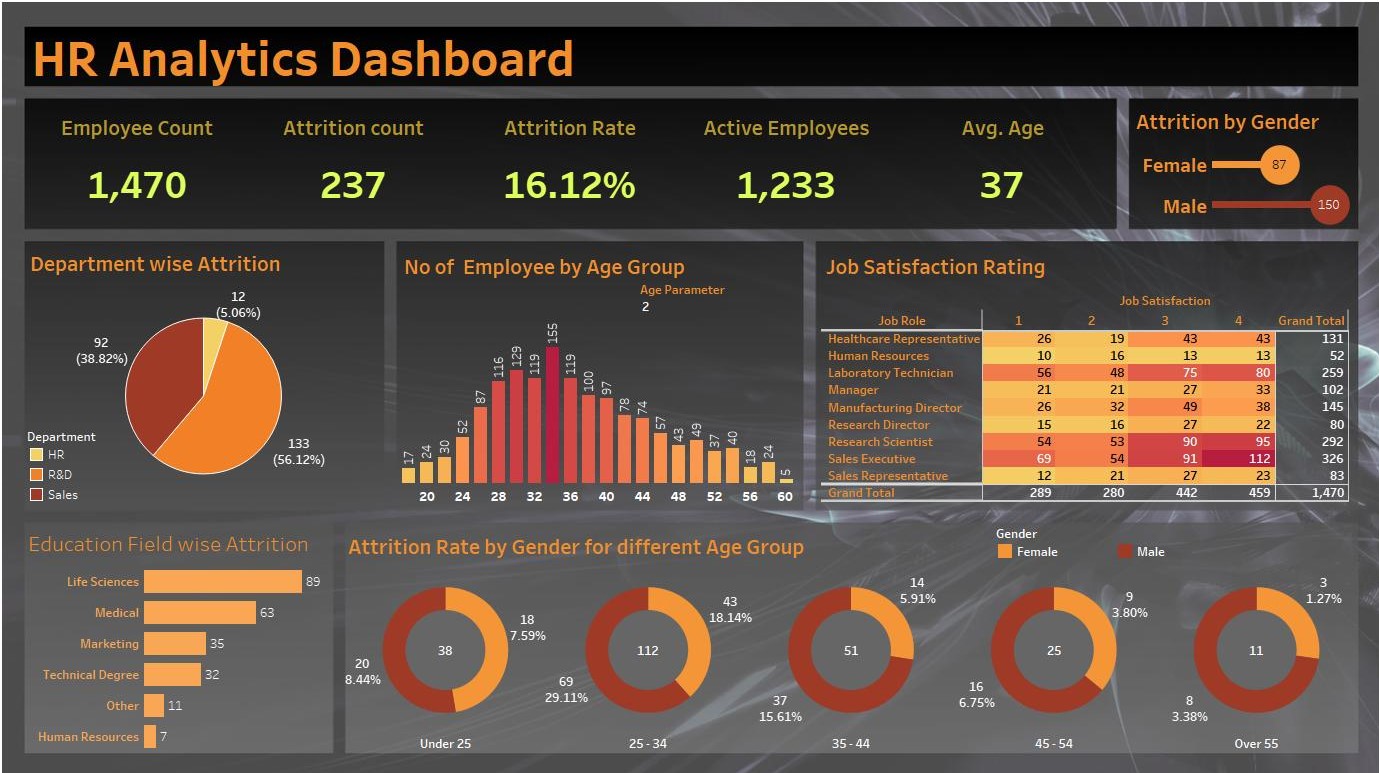 HR Analytics Dashboard
Employee Count Attrition count Attrition Rate Active Employees Avg. Age
1,470 237 16.12% 1,233 37
Attrition by Gender
Female 87
Male 150
Department wise Attrition
12
(5.06%)
92
(38.82%)
133
(56.12%)
Department
HR
R&D
Sales
No of Employee by Age Group
Age Parameter
2
17 24 30 52 87 116 129 119 155 119 100 97 78 74 57 43 49 37 40 18 24 5
20 24 28 32 36 40 44 48 52 56 60
Job Satisfaction Rating
Job Satisfaction
Job Role 1 2 3 4 Grand Total
Healthcare Representative 26 19 43 43 131
Human Resources 10 16 13 13 52
Laboratory Technician 56 48 75 80 259
Manager 21 21 27 33 102
Manufacturing Director 26 32 49 38 145
Research Director 15 16 27 22 80
Research Scientist 54 53 90 95 292
Sales Executive 69 54 91 112 326
Sales Representative 12 21 27 23 83
Grand Total 289 280 442 459 1,470
Education Field wise Attrition
Life Sciences 89
Medical 63
Marketing 35
Technical Degree 32
Other 11
Human Resources 7
Attrition Rate by Gender for different Age Group
Gender
Female Male
18
7.59%
38
20
8.44%
Under 25
43
18.14%
112
69
29.11%
25 - 34
14
5.91%
51
37
15.61%
35 - 44
9
3.80%
25
16
6.75%
45 - 54
3
1.27%
11
8
3.38%
Over 55